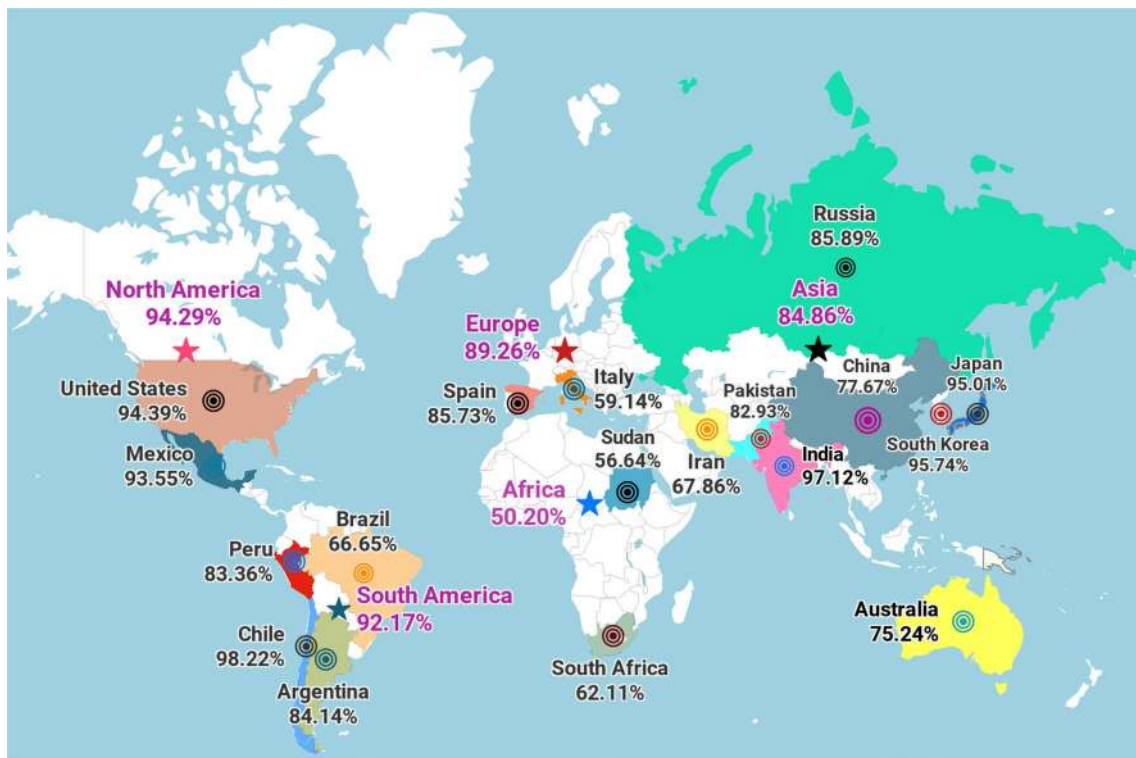 Russia
85.89%
North America
94.29%
Asia
84.86%
Europe
89.26%
China
77.67%
Japan
95.01%
United States
94.39%
Spain
85.73%
Italy
59.14%
Pakistan
82.93%
Mexico
93.55%
Sudan
56.64%
Iran
67.86%
India
97.12%
South Korea
95.74%
Africa
50.20%
Brazil
66.65%
Peru
83.36%
South America
92.17%
Australia
75.24%
Chile
98.22%
South Africa
62.11%
Argentina
84.14%